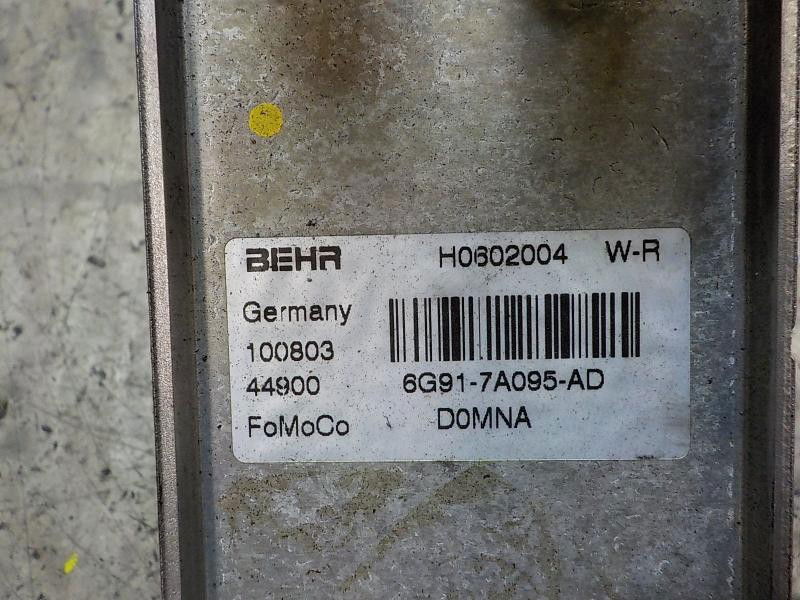 BEHR H0602004 W-R
Germany
100803
44900 6G91-7A095-AD
FoMoCo D0MNA